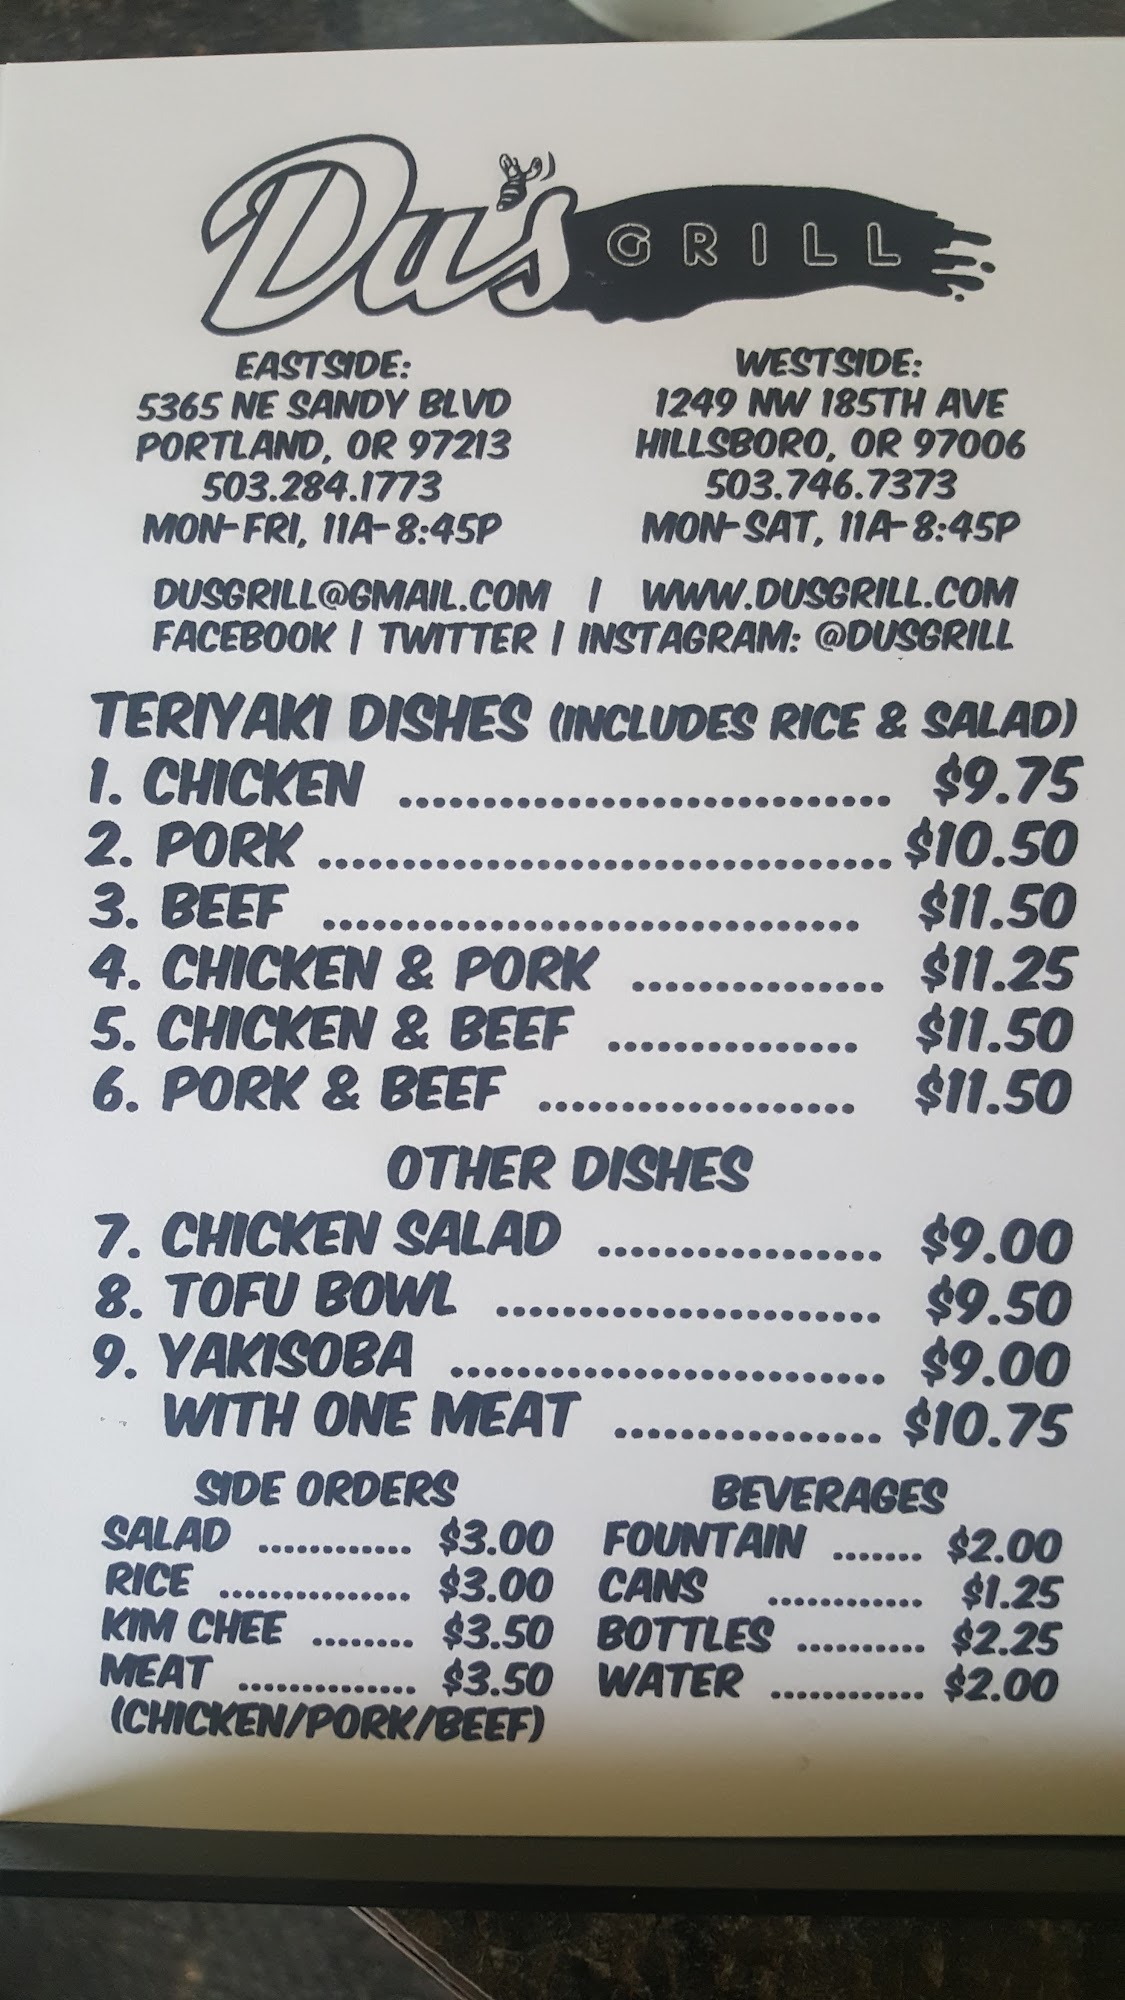 Du's GRILL
EASTSIDE:
5365 NE SANDY BLVD
PORTLAND, OR 97213
503.284.1773
MON-FRI, 11A-8:45P
WESTSIDE:
1249 NW 185TH AVE
HILLSBORO, OR 97006
503.746.7373
MON-SAT, 11A-8:45P
DUSGRILL@GMAIL.COM | WWW.DUSGRILL.COM
FACEBOOK | TWITTER | INSTAGRAM: @DUSGRILL
TERIYAKI DISHES (INCLUDES RICE & SALAD)
1. CHICKEN ............................. $9.75
2. PORK .................................. $10.50
3. BEEF ................................ $11.50
4. CHICKEN & PORK ............... $11.25
5. CHICKEN & BEEF ............... $11.50
6. PORK & BEEF ................... $11.50
OTHER DISHES
7. CHICKEN SALAD ................. $9.00
8. TOFU BOWL ....................... $9.50
9. YAKISOBA .......................... $9.00
WITH ONE MEAT ................ $10.75
SIDE ORDERS
SALAD ............ $3.00
RICE ............... $3.00
KIM CHEE ........ $3.50
MEAT .............. $3.50
(CHICKEN/PORK/BEEF)
BEVERAGES
FOUNTAIN ....... $2.00
CANS ............ $1.25
BOTTLES .......... $2.25
WATER ............ $2.00